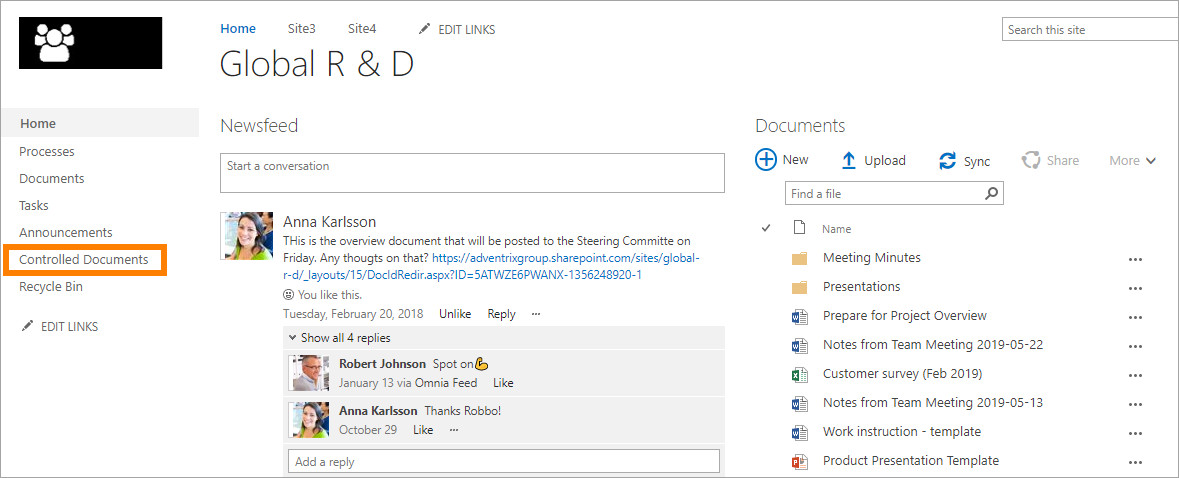 Home Site3 Site4 EDIT LINKS
Search this site
Global R & D
Home
Processes
Documents
Tasks
Announcements
Controlled Documents
Recycle Bin
EDIT LINKS
Newsfeed
Start a conversation
Anna Karlsson
THis is the overview document that will be posted to the Steering Committe on
Friday. Any thougts on that? https://adventrixgroup.sharepoint.com/sites/global-
r-d/_layouts/15/DocIdRedir.aspx?ID=5ATWZE6PWANX-1356248920-1
You like this.
Tuesday, February 20, 2018 Unlike Reply ···
Show all 4 replies
Robert Johnson Spot on💪
January 13 via Omnia Feed Like
Anna Karlsson Thanks Robbo!
October 29 Like ···
Add a reply
Documents
New Upload Sync Share More
Find a file
Name
Meeting Minutes ···
Presentations ···
Prepare for Project Overview ···
Notes from Team Meeting 2019-05-22 ···
Customer survey (Feb 2019) ···
Notes from Team Meeting 2019-05-13 ···
Work instruction - template ···
Product Presentation Template ···